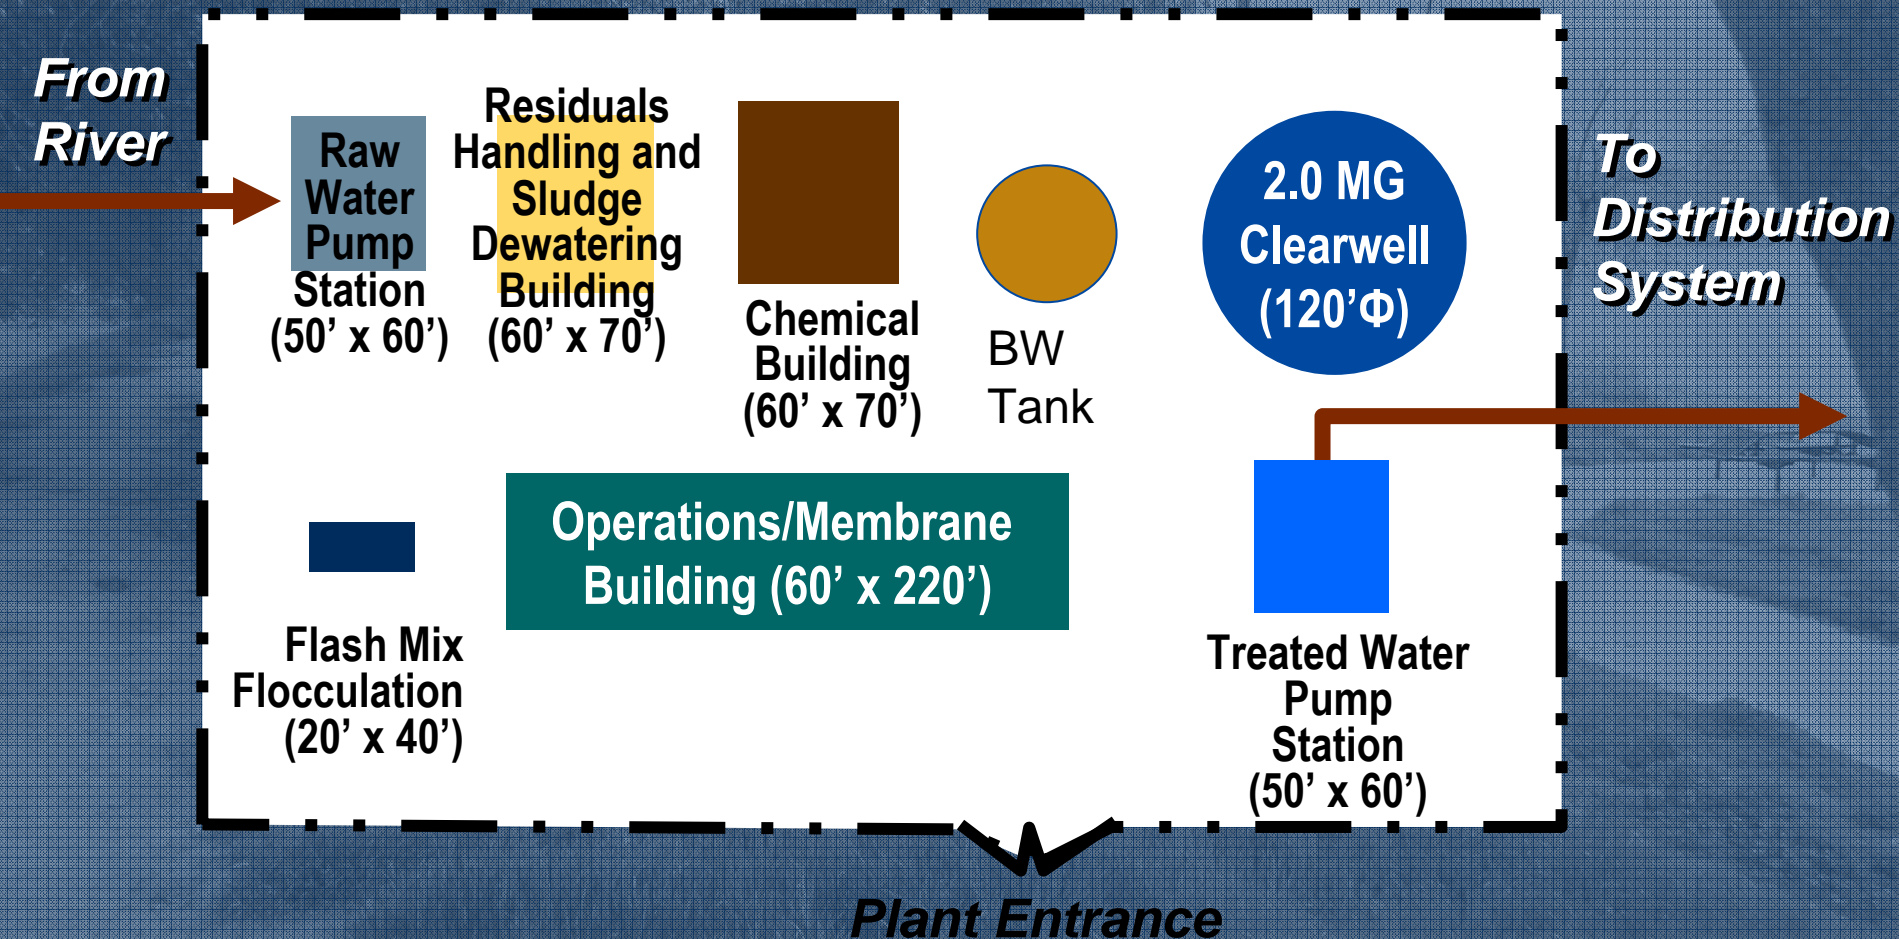 From
River
Raw
Water
Pump
Station
(50’ x 60’)
Residuals
Handling and
Sludge
Dewatering
Building
(60’ x 70’)
Chemical
Building
(60’ x 70’)
BW
Tank
2.0 MG
Clearwell
(120’Φ)
To
Distribution
System
Flash Mix
Flocculation
(20’ x 40’)
Operations/Membrane
Building (60’ x 220’)
Treated Water
Pump
Station
(50’ x 60’)
Plant Entrance